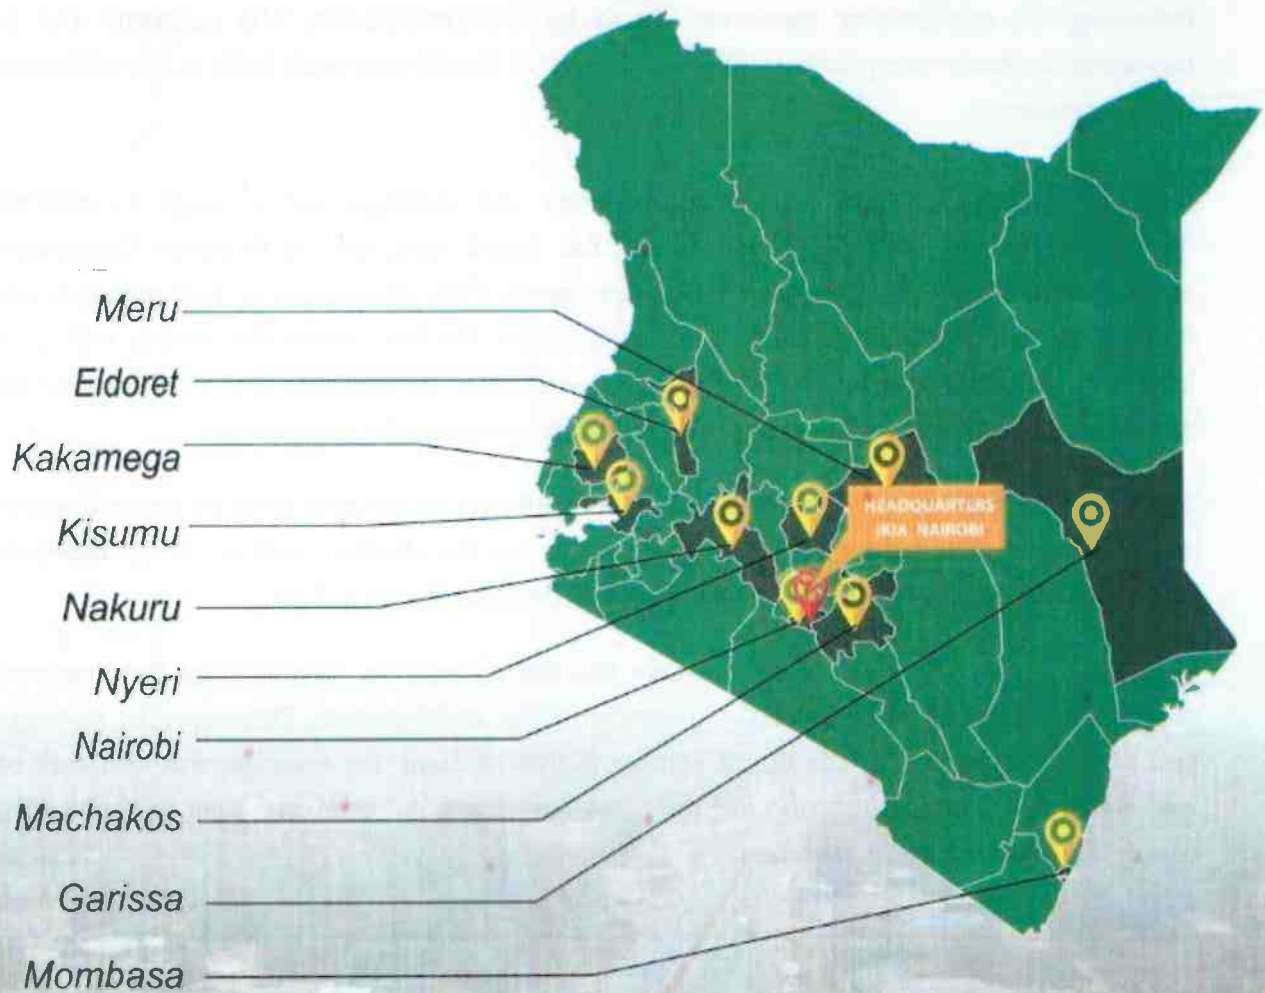 Meru
Eldoret
Kakamega
Kisumu
HEADQUARTERS
JKIA NAIROBI
Nakuru
Nyeri
Nairobi
Machakos
Garissa
Mombasa